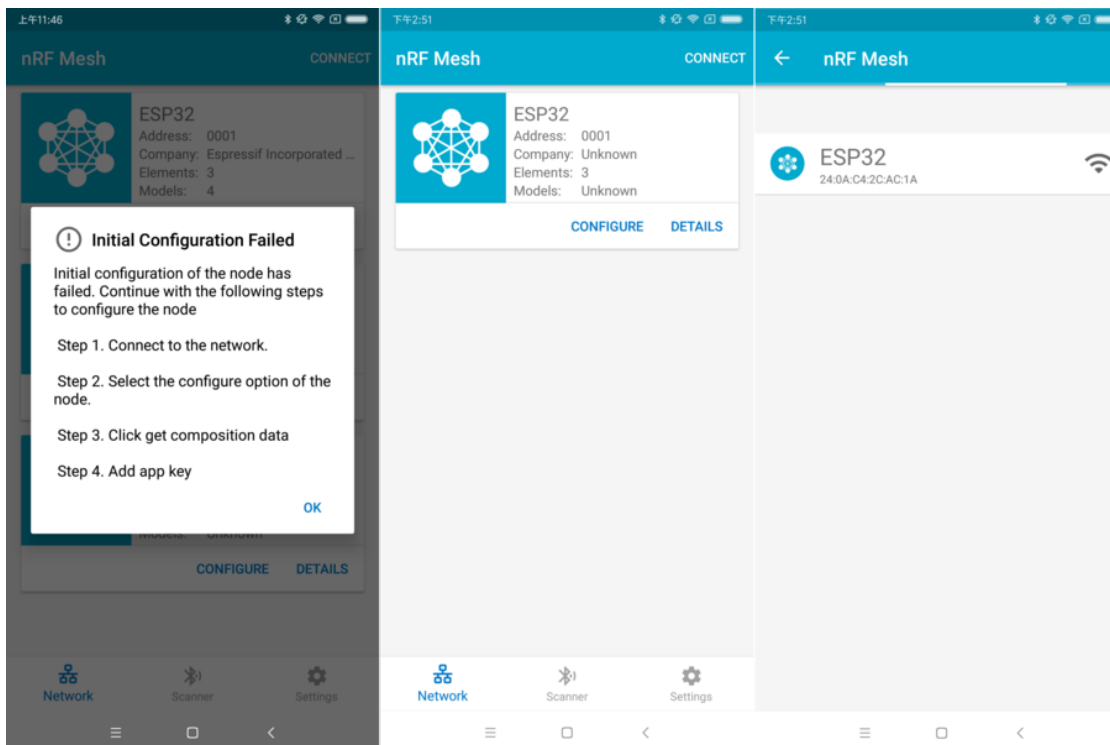 上午11:46
nRF Mesh
CONNECT
ESP32
Address: 0001
Company: Espressif Incorporated ...
Elements: 3
Models: 4
Initial Configuration Failed
Initial configuration of the node has
failed. Continue with the following steps
to configure the node
Step 1. Connect to the network.
Step 2. Select the configure option of the
node.
Step 3. Click get composition data
Step 4. Add app key
OK
Models: Unknown
CONFIGURE DETAILS
Network Scanner Settings
下午2:51
nRF Mesh
CONNECT
ESP32
Address: 0001
Company: Unknown
Elements: 3
Models: Unknown
CONFIGURE DETAILS
Network Scanner Settings
下午2:51
nRF Mesh
ESP32
24:0A:C4:2C:AC:1A